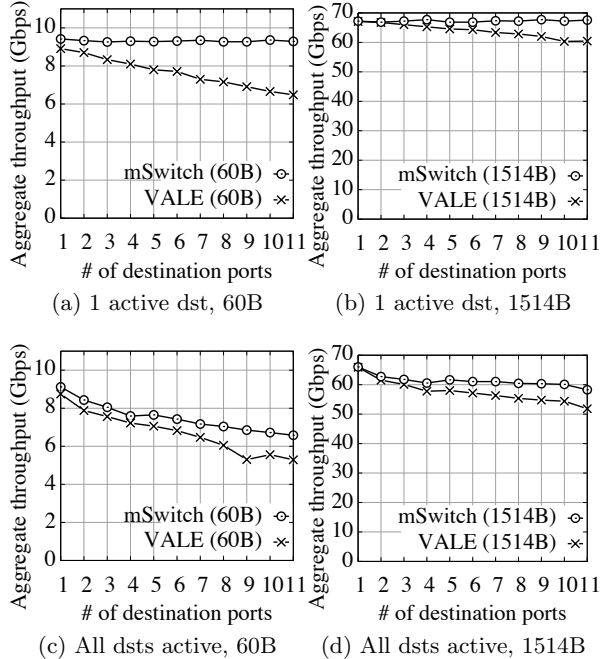 Aggregate throughput (Gbps)
10
8
6
4
2
0
mSwitch (60B)
VALE (60B)
1 2 3 4 5 6 7 8 9 10 11
# of destination ports
(a) 1 active dst, 60B
Aggregate throughput (Gbps)
70
60
50
40
30
20
10
0
mSwitch (1514B)
VALE (1514B)
1 2 3 4 5 6 7 8 9 10 11
# of destination ports
(b) 1 active dst, 1514B
Aggregate throughput (Gbps)
10
8
6
4
2
0
mSwitch (60B)
VALE (60B)
1 2 3 4 5 6 7 8 9 10 11
# of destination ports
(c) All dsts active, 60B
Aggregate throughput (Gbps)
70
60
50
40
30
20
10
0
mSwitch (1514B)
VALE (1514B)
1 2 3 4 5 6 7 8 9 10 11
# of destination ports
(d) All dsts active, 1514B